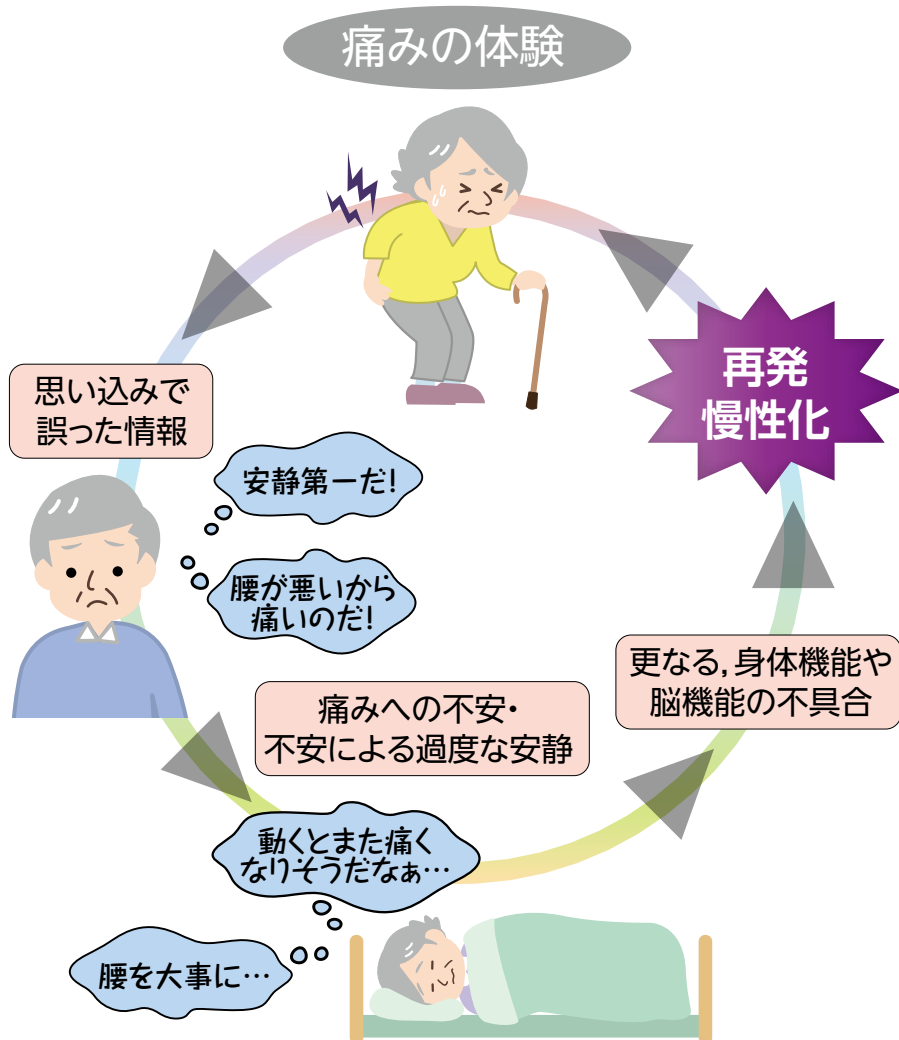 痛みの体験
思い込みで
誤った情報
安静第一だ!
腰が悪いから
痛いのだ!
痛みへの不安・
不安による過度な安静
動くとまた痛く
なりそうだなぁ…
腰を大事に…
更なる,身体機能や
脳機能の不具合
再発
慢性化